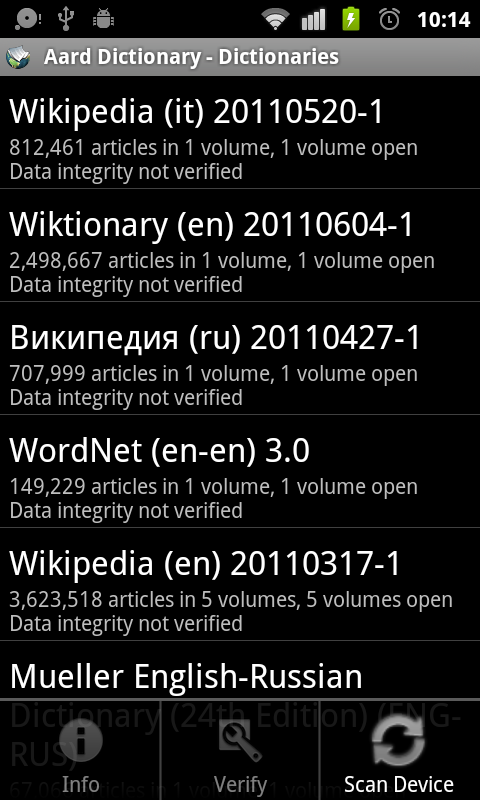 10:14
Aard Dictionary - Dictionaries
Wikipedia (it) 20110520-1
812,461 articles in 1 volume, 1 volume open
Data integrity not verified
Wiktionary (en) 20110604-1
2,498,667 articles in 1 volume, 1 volume open
Data integrity not verified
Википедия (ru) 20110427-1
707,999 articles in 1 volume, 1 volume open
Data integrity not verified
WordNet (en-en) 3.0
149,229 articles in 1 volume, 1 volume open
Data integrity not verified
Wikipedia (en) 20110317-1
3,623,518 articles in 5 volumes, 5 volumes open
Data integrity not verified
Mueller English-Russian
Dictionary (24th Edition) (ENG-
RUS)
articles in 1 volume, 1 volume open
Info
Verify
Scan Device